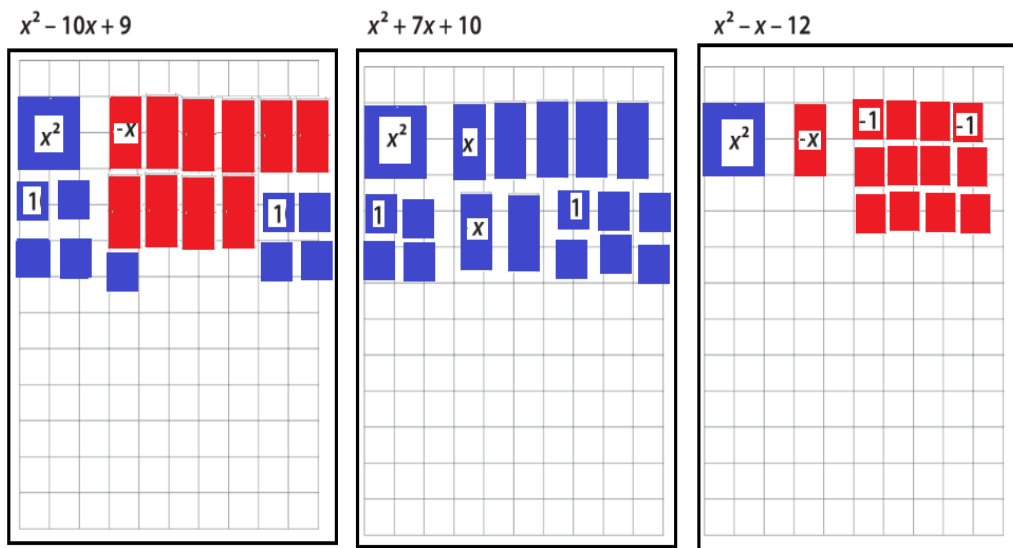 x² – 10x + 9
x²
-x
1
1
x² + 7x + 10
x²
x
1
x
1
x² – x – 12
x²
-x
-1
-1